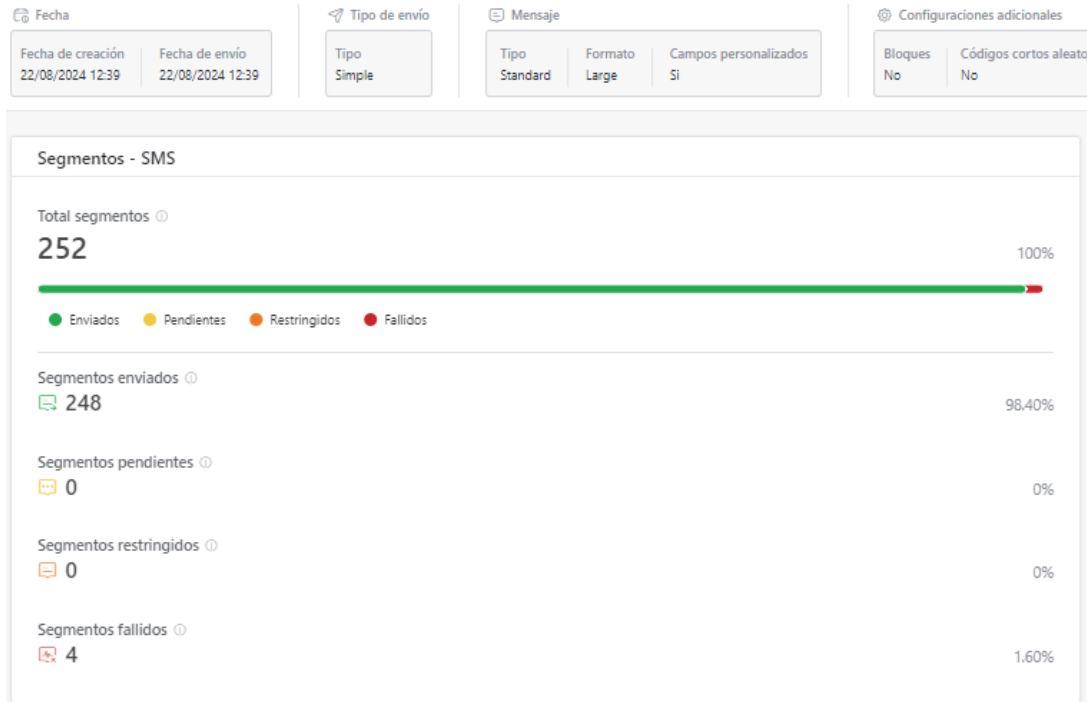 Fecha
Tipo de envío
Mensaje
Configuraciones adicionales
Fecha de creación
Fecha de envío
Tipo
Tipo
Formato
Campos personalizados
Bloques
Códigos cortos aleato
22/08/2024 12:39
22/08/2024 12:39
Simple
Standard
Large
Si
No
No
Segmentos - SMS
Total segmentos
252
100%
Enviados
Pendientes
Restringidos
Fallidos
Segmentos enviados
248
98.40%
Segmentos pendientes
0
0%
Segmentos restringidos
0
0%
Segmentos fallidos
4
1.60%